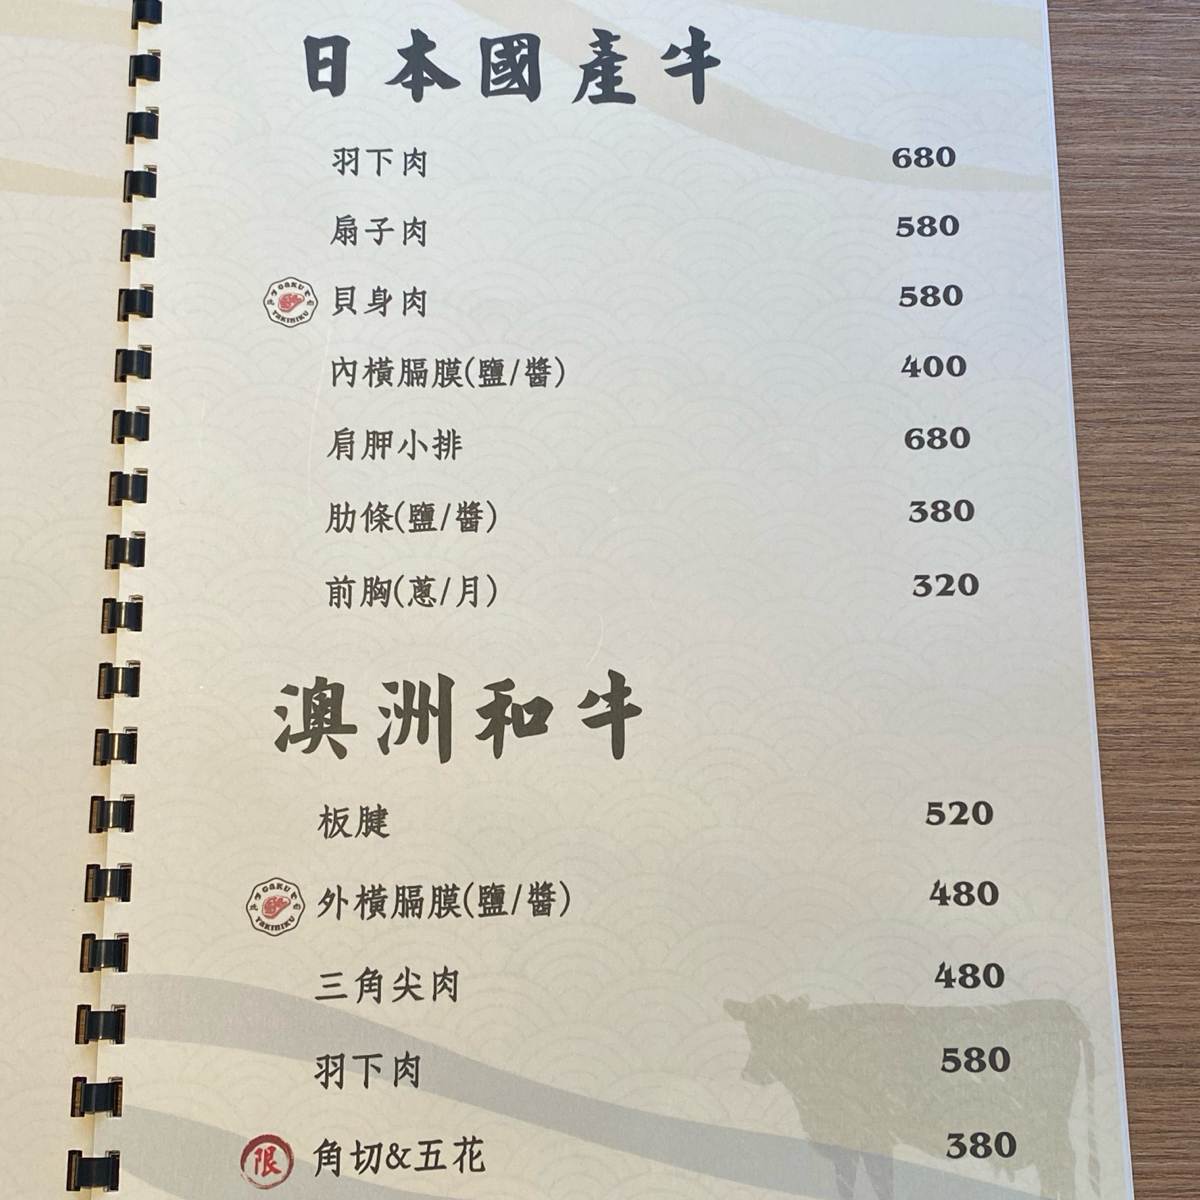 日本國產牛
羽下肉 680
扇子肉 580
貝身肉 580
內橫膈膜(鹽/醬) 400
肩胛小排 680
肋條(鹽/醬) 380
前胸(蔥/月) 320
澳洲和牛
板腱 520
外橫膈膜(鹽/醬) 480
三角尖肉 480
羽下肉 580
限 角切&五花 380